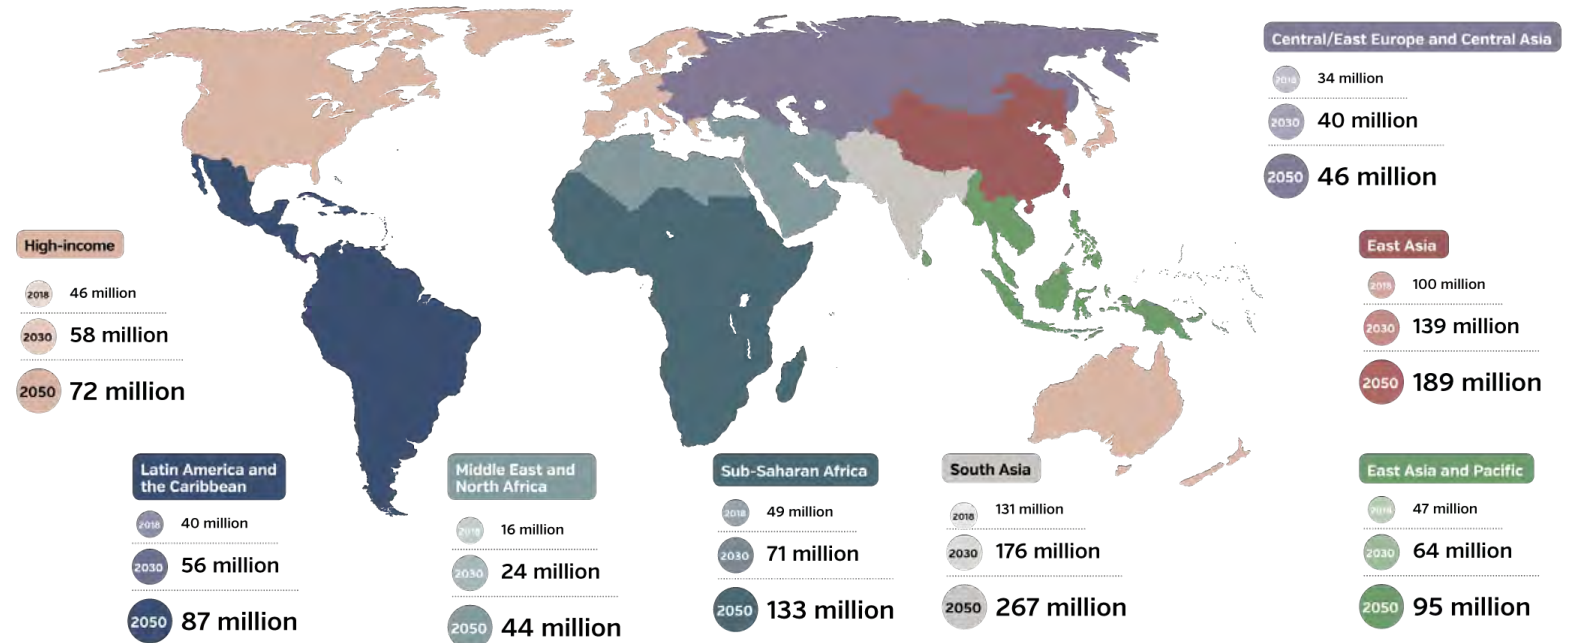 Central/East Europe and Central Asia
2018 34 million
2030 40 million
2050 46 million
High-income
2018 46 million
2030 58 million
2050 72 million
East Asia
2018 100 million
2030 139 million
2050 189 million
Latin America and
the Caribbean
2018 40 million
2030 56 million
2050 87 million
Middle East and
North Africa
2018 16 million
2030 24 million
2050 44 million
Sub-Saharan Africa
2018 49 million
2030 71 million
2050 133 million
South Asia
2018 131 million
2030 176 million
2050 267 million
East Asia and Pacific
2018 47 million
2030 64 million
2050 95 million